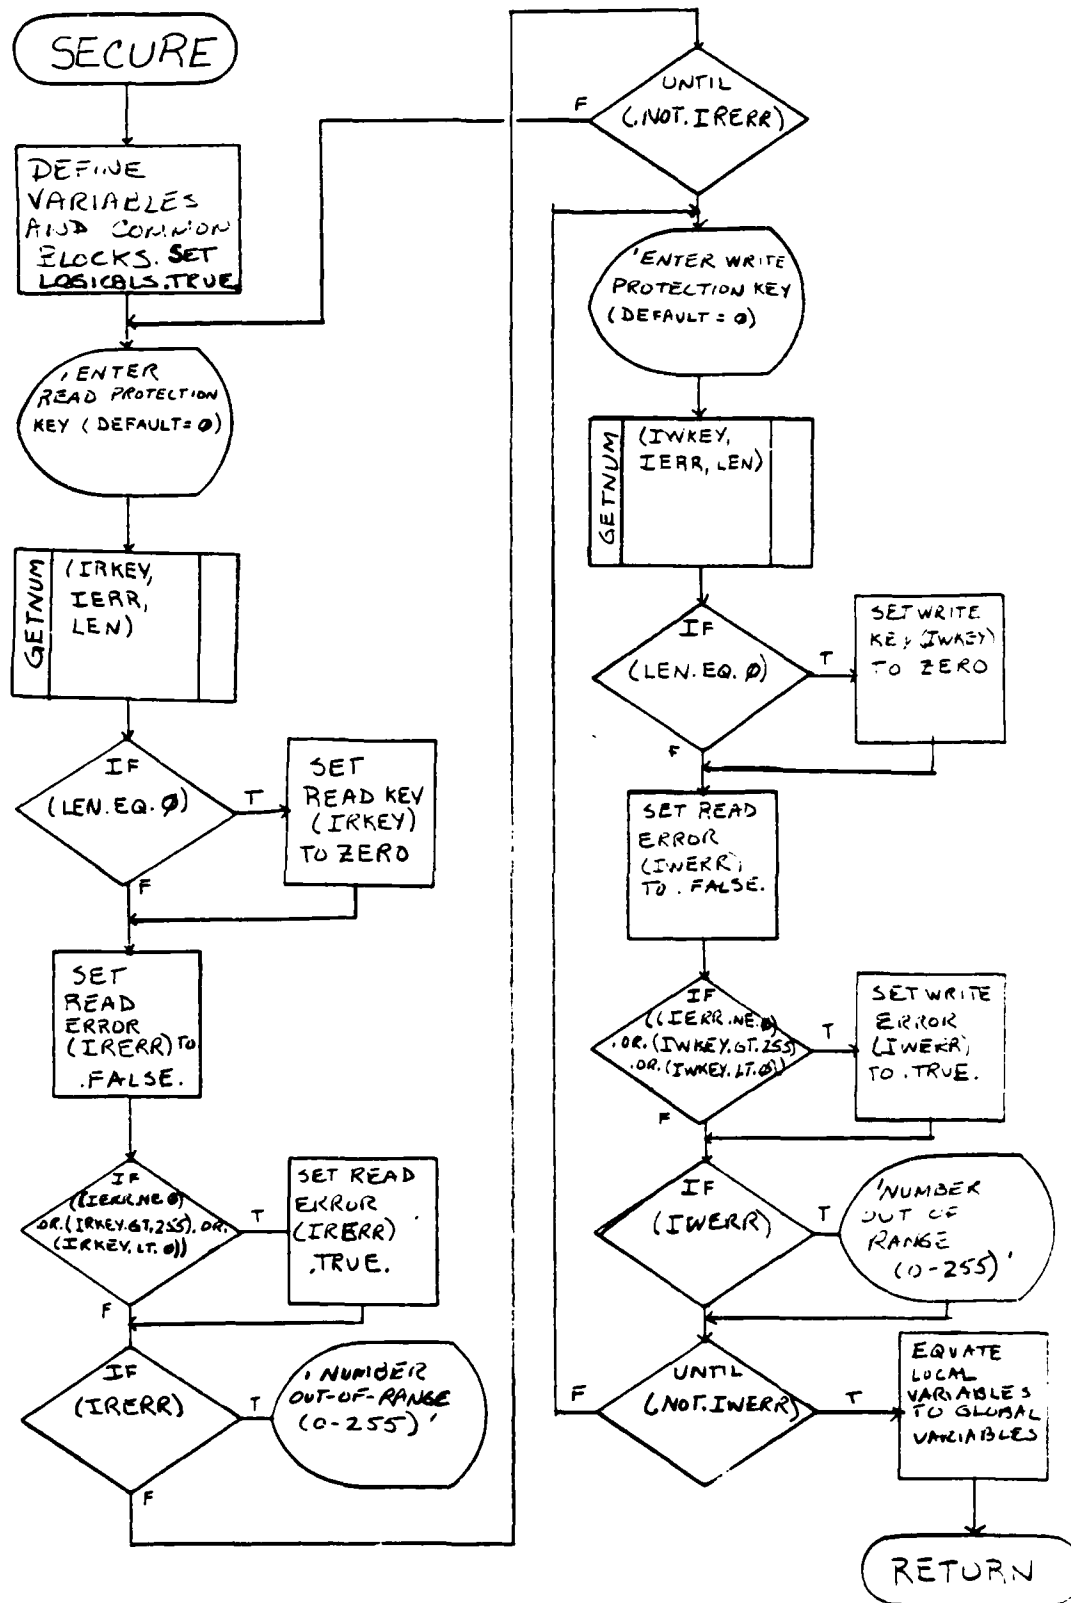 SECURE
DEFINE
VARIABLES
AND COMMON
BLOCKS. SET
LOGICALS.TRUE
'ENTER
READ PROTECTION
KEY (DEFAULT=0)
GETNUM
(IRKEY,
IERR,
LEN)
IF
(LEN.EQ.0)
T
F
SET
READ KEY
(IRKEY)
TO ZERO
SET
READ
ERROR
(IRERR) TO
.FALSE.
IF
((IERR.NE.0)
.OR.(IRKEY.GT.255).OR.
(IRKEY.LT.0))
T
F
SET READ
ERROR
(IRERR)
.TRUE.
IF
(IRERR)
T
F
'NUMBER
OUT-OF-RANGE
(0-255)'
UNTIL
(.NOT.IRERR)
F
'ENTER WRITE
PROTECTION KEY
(DEFAULT=0)
GETNUM
(IWKEY,
IERR, LEN)
IF
(LEN.EQ.0)
T
F
SET WRITE
KEY (IWKEY)
TO ZERO
SET READ
ERROR
(IWERR)
TO .FALSE.
IF
((IERR.NE.0)
.OR.(IWKEY.GT.255)
.OR.(IWKEY.LT.0))
T
F
SET WRITE
ERROR
(IWERR)
TO .TRUE.
IF
(IWERR)
T
'NUMBER
OUT OF
RANGE
(0-255)'
UNTIL
(.NOT.IWERR)
F
T
EQUATE
LOCAL
VARIABLES
TO GLOBAL
VARIABLES
RETURN